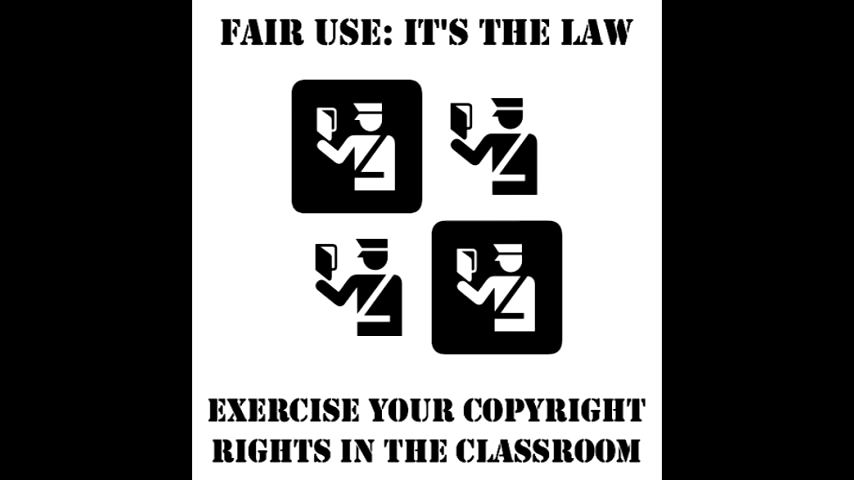 FAIR USE: IT'S THE LAW
EXERCISE YOUR COPYRIGHT
RIGHTS IN THE CLASSROOM